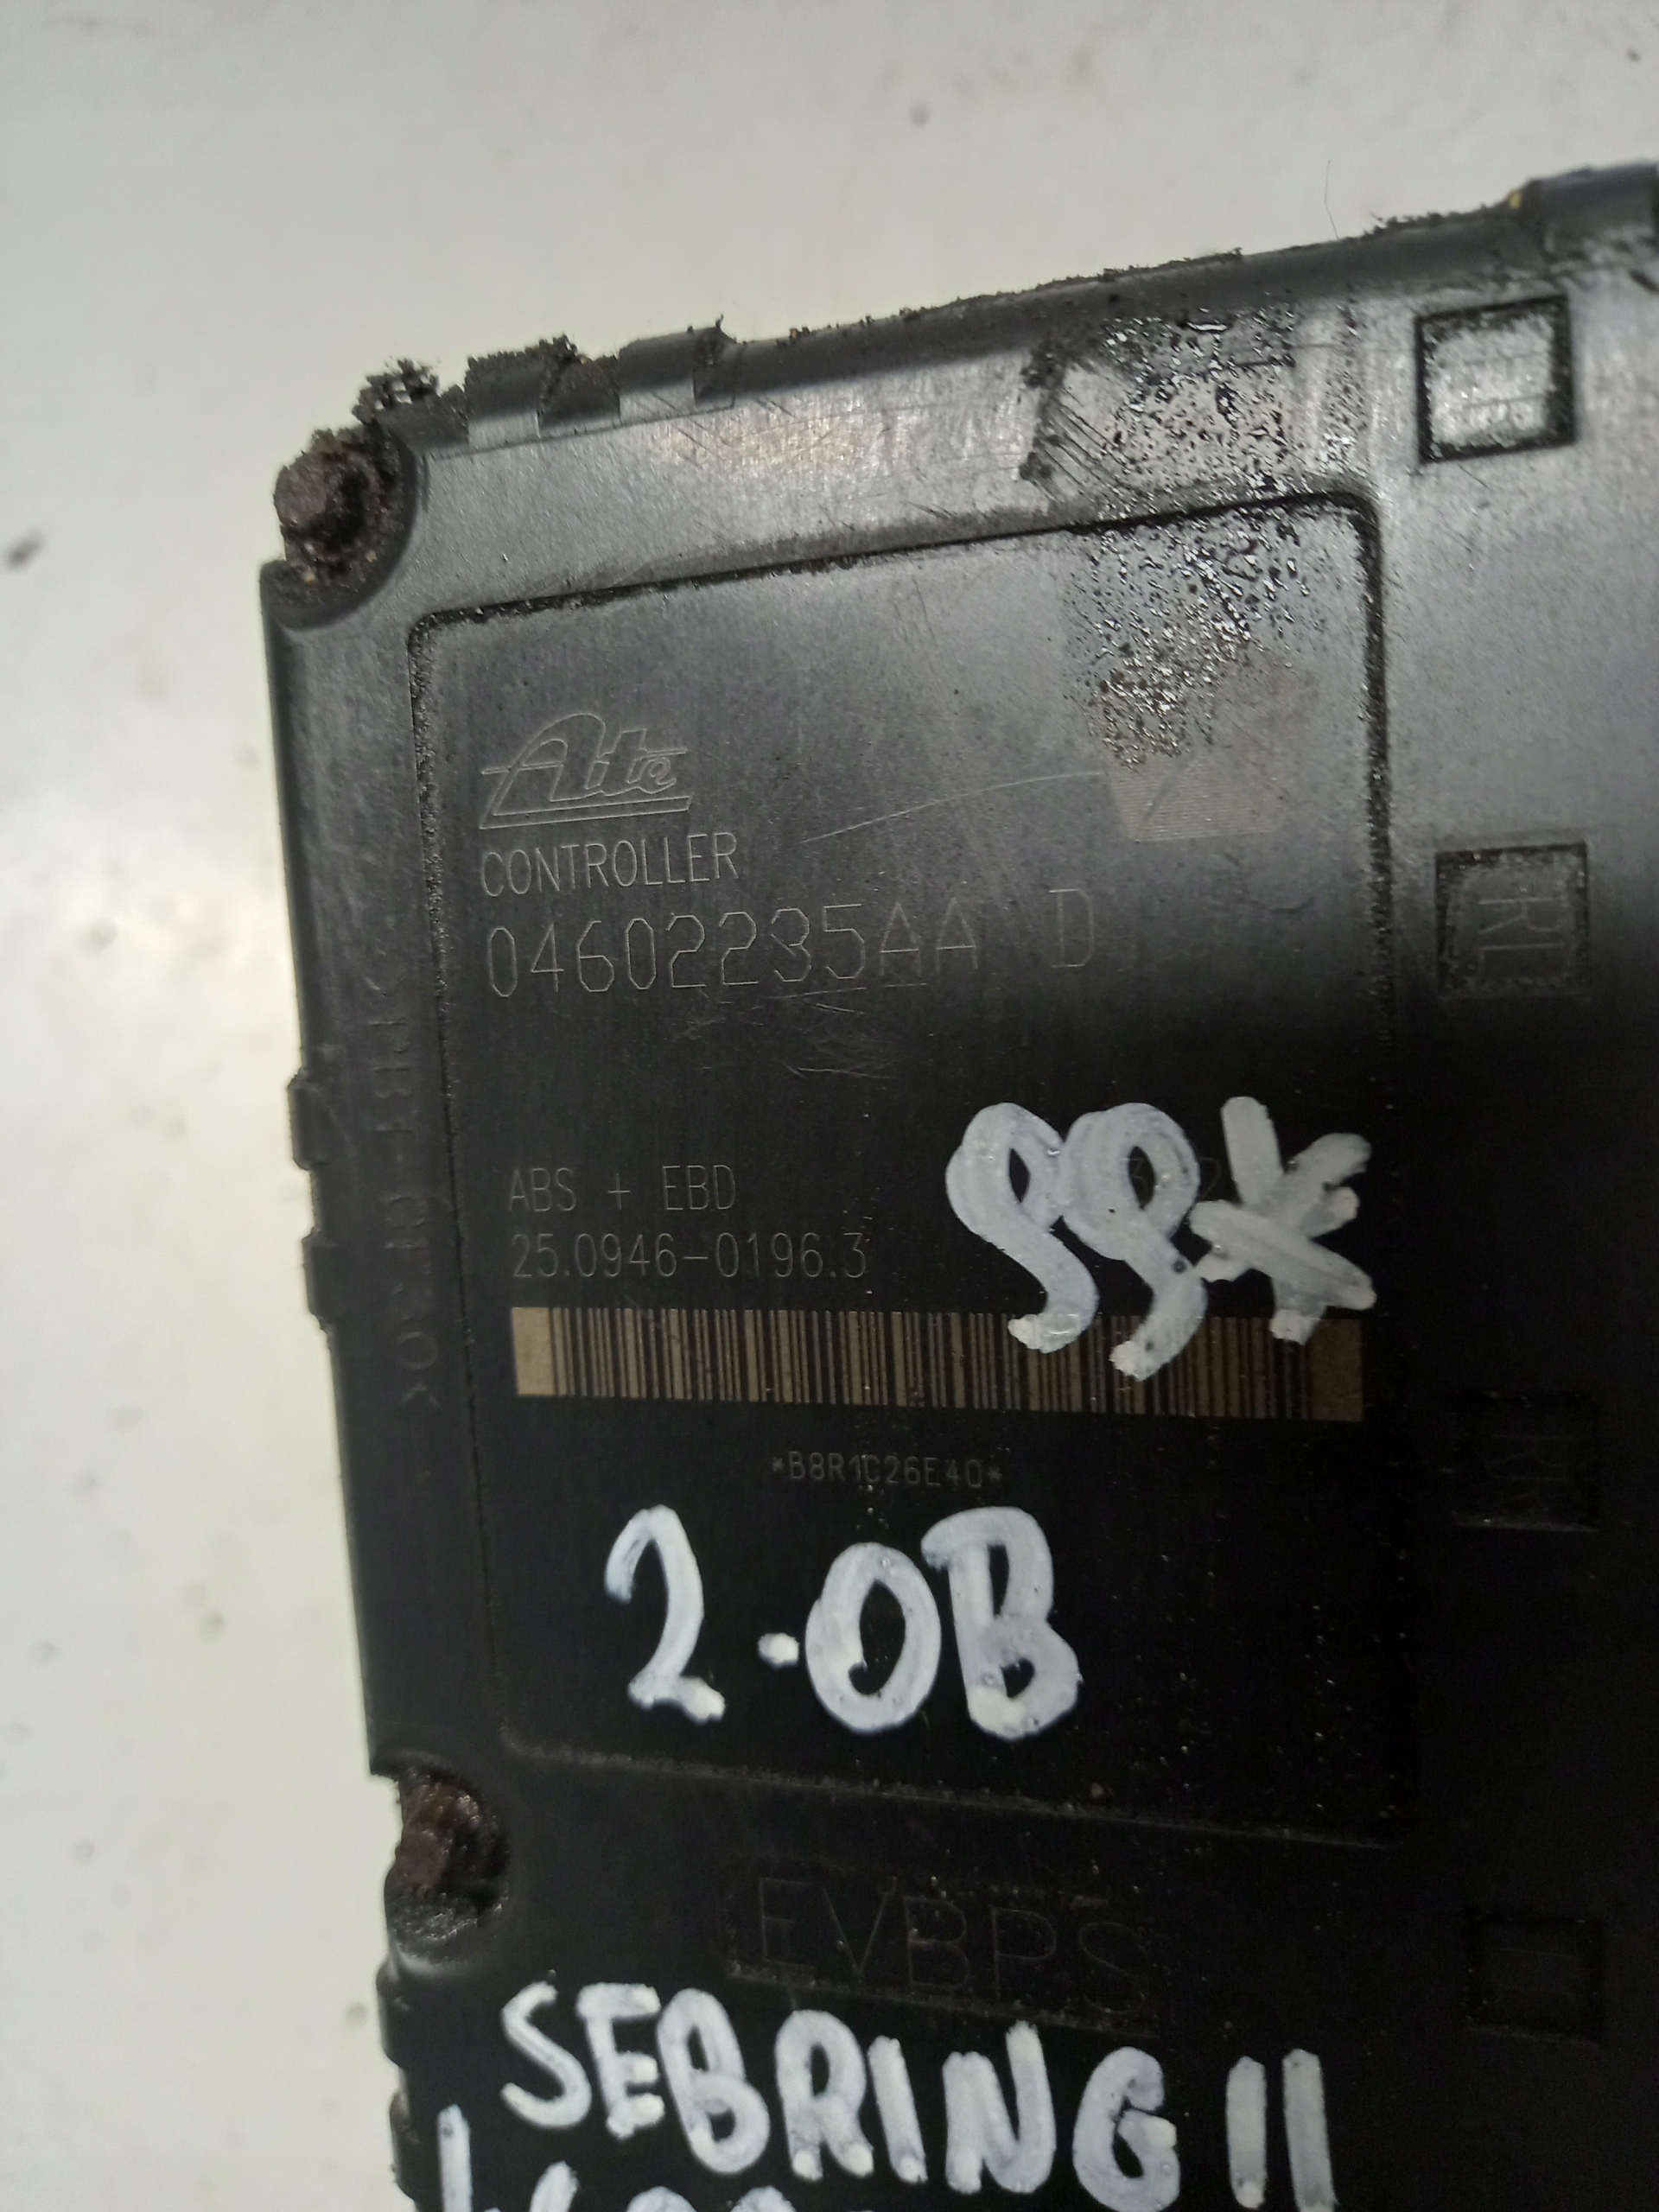 Ate
CONTROLLER
04602235AA D
ABS + EBD
25.0946-0196.3
99*
*B8R1C26E40*
2.0B
EVBPS
SEBRING II